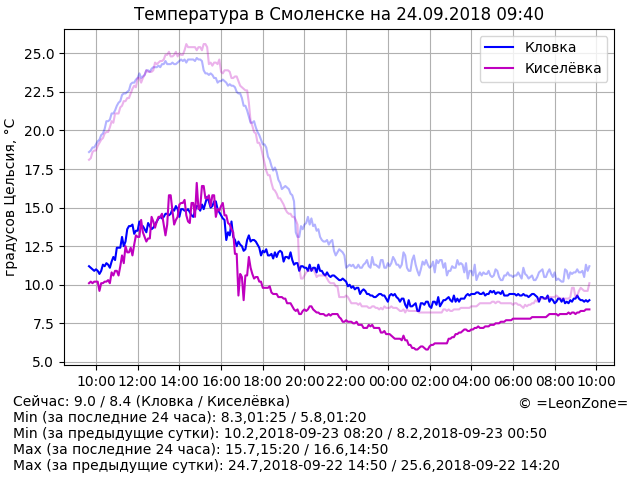 Температура в Смоленске на 24.09.2018 09:40
Кловка
Киселёвка
градусов Цельсия, °C
25.0
22.5
20.0
17.5
15.0
12.5
10.0
7.5
5.0
10:00 12:00 14:00 16:00 18:00 20:00 22:00 00:00 02:00 04:00 06:00 08:00 10:00
Сейчас: 9.0 / 8.4 (Кловка / Киселёвка)
© =LeonZone=
Min (за последние 24 часа): 8.3,01:25 / 5.8,01:20
Min (за предыдущие сутки): 10.2,2018-09-23 08:20 / 8.2,2018-09-23 00:50
Max (за последние 24 часа): 15.7,15:20 / 16.6,14:50
Max (за предыдущие сутки): 24.7,2018-09-22 14:50 / 25.6,2018-09-22 14:20